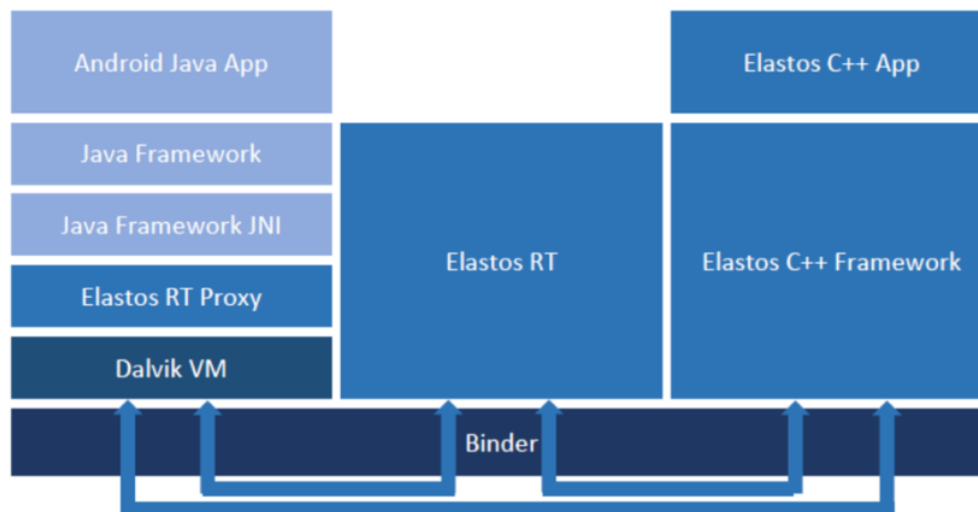 Android Java App
Java Framework
Java Framework JNI
Elastos RT Proxy
Dalvik VM
Elastos RT
Elastos C++ App
Elastos C++ Framework
Binder